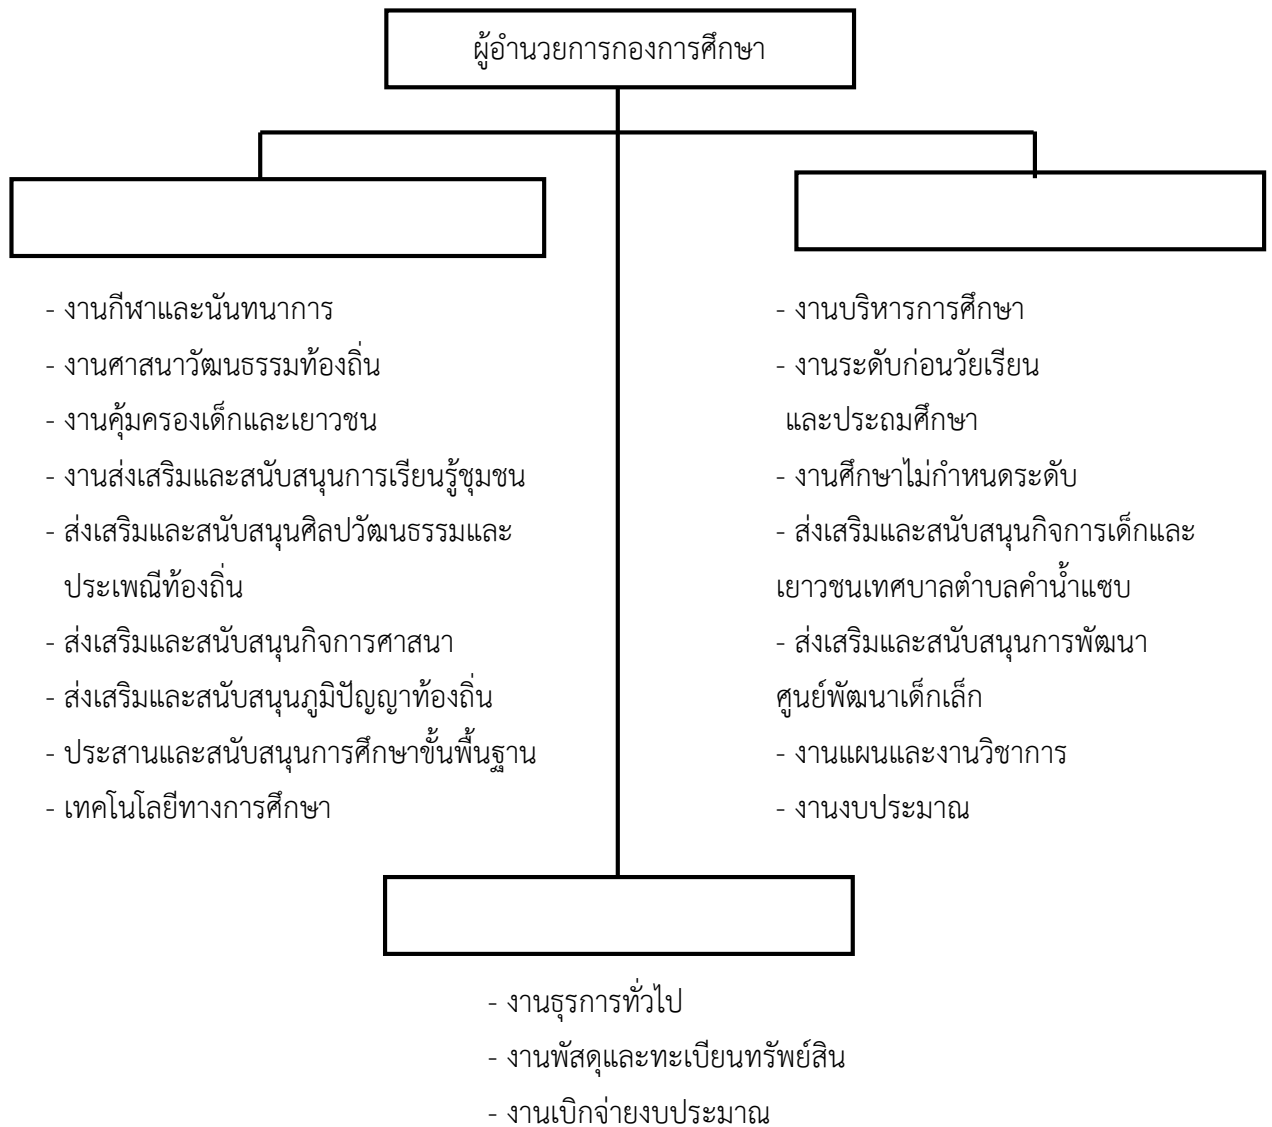 ผู้อำนวยการกองการศึกษา
- งานกีฬาและนันทนาการ
- งานศาสนาวัฒนธรรมท้องถิ่น
- งานคุ้มครองเด็กและเยาวชน
- งานส่งเสริมและสนับสนุนการเรียนรู้ชุมชน
- ส่งเสริมและสนับสนุนศิลปวัฒนธรรมและ
ประเพณีท้องถิ่น
- ส่งเสริมและสนับสนุนกิจการศาสนา
- ส่งเสริมและสนับสนุนภูมิปัญญาท้องถิ่น
- ประสานและสนับสนุนการศึกษาขั้นพื้นฐาน
- เทคโนโลยีทางการศึกษา
- งานบริหารการศึกษา
- งานระดับก่อนวัยเรียน
และประถมศึกษา
- งานศึกษาไม่กำหนดระดับ
- ส่งเสริมและสนับสนุนกิจการเด็กและ
เยาวชนเทศบาลตำบลคำน้ำแซบ
- ส่งเสริมและสนับสนุนการพัฒนา
ศูนย์พัฒนาเด็กเล็ก
- งานแผนและงานวิชาการ
- งานงบประมาณ
- งานธุรการทั่วไป
- งานพัสดุและทะเบียนทรัพย์สิน
- งานเบิกจ่ายงบประมาณ